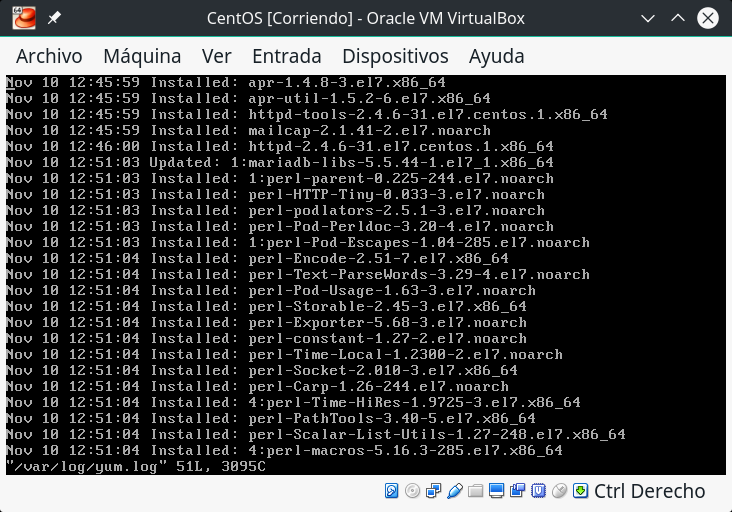 64
CentOS [Corriendo] - Oracle VM VirtualBox
Archivo Máquina Ver Entrada Dispositivos Ayuda
Nov 10 12:45:59 Installed: apr-1.4.8-3.el7.x86_64
Nov 10 12:45:59 Installed: apr-util-1.5.2-6.el7.x86_64
Nov 10 12:45:59 Installed: httpd-tools-2.4.6-31.el7.centos.1.x86_64
Nov 10 12:45:59 Installed: mailcap-2.1.41-2.el7.noarch
Nov 10 12:46:00 Installed: httpd-2.4.6-31.el7.centos.1.x86_64
Nov 10 12:51:03 Updated: 1:mariadb-libs-5.5.44-1.el7_1.x86_64
Nov 10 12:51:03 Installed: 1:perl-parent-0.225-244.el7.noarch
Nov 10 12:51:03 Installed: perl-HTTP-Tiny-0.033-3.el7.noarch
Nov 10 12:51:03 Installed: perl-podlators-2.5.1-3.el7.noarch
Nov 10 12:51:03 Installed: perl-Pod-Perldoc-3.20-4.el7.noarch
Nov 10 12:51:03 Installed: 1:perl-Pod-Escapes-1.04-285.el7.noarch
Nov 10 12:51:04 Installed: perl-Encode-2.51-7.el7.x86_64
Nov 10 12:51:04 Installed: perl-Text-ParseWords-3.29-4.el7.noarch
Nov 10 12:51:04 Installed: perl-Pod-Usage-1.63-3.el7.noarch
Nov 10 12:51:04 Installed: perl-Storable-2.45-3.el7.x86_64
Nov 10 12:51:04 Installed: perl-Exporter-5.68-3.el7.noarch
Nov 10 12:51:04 Installed: perl-constant-1.27-2.el7.noarch
Nov 10 12:51:04 Installed: perl-Time-Local-1.2300-2.el7.noarch
Nov 10 12:51:04 Installed: perl-Socket-2.010-3.el7.x86_64
Nov 10 12:51:04 Installed: perl-Carp-1.26-244.el7.noarch
Nov 10 12:51:04 Installed: 4:perl-Time-HiRes-1.9725-3.el7.x86_64
Nov 10 12:51:04 Installed: perl-PathTools-3.40-5.el7.x86_64
Nov 10 12:51:04 Installed: perl-Scalar-List-Utils-1.27-248.el7.x86_64
Nov 10 12:51:04 Installed: 4:perl-macros-5.16.3-285.el7.x86_64
"/var/log/yum.log" 51L, 3095C
Ctrl Derecho